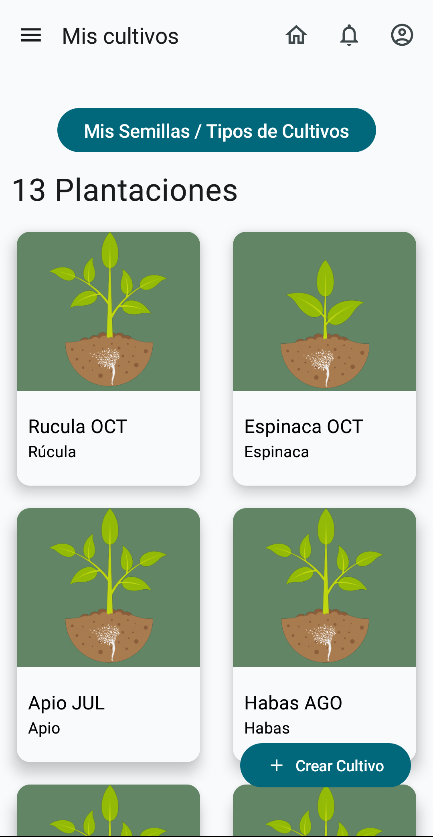 Mis cultivos
Mis Semillas / Tipos de Cultivos
13 Plantaciones
Rucula OCT
Rúcula
Espinaca OCT
Espinaca
Apio JUL
Apio
Habas AGO
Habas
+ Crear Cultivo